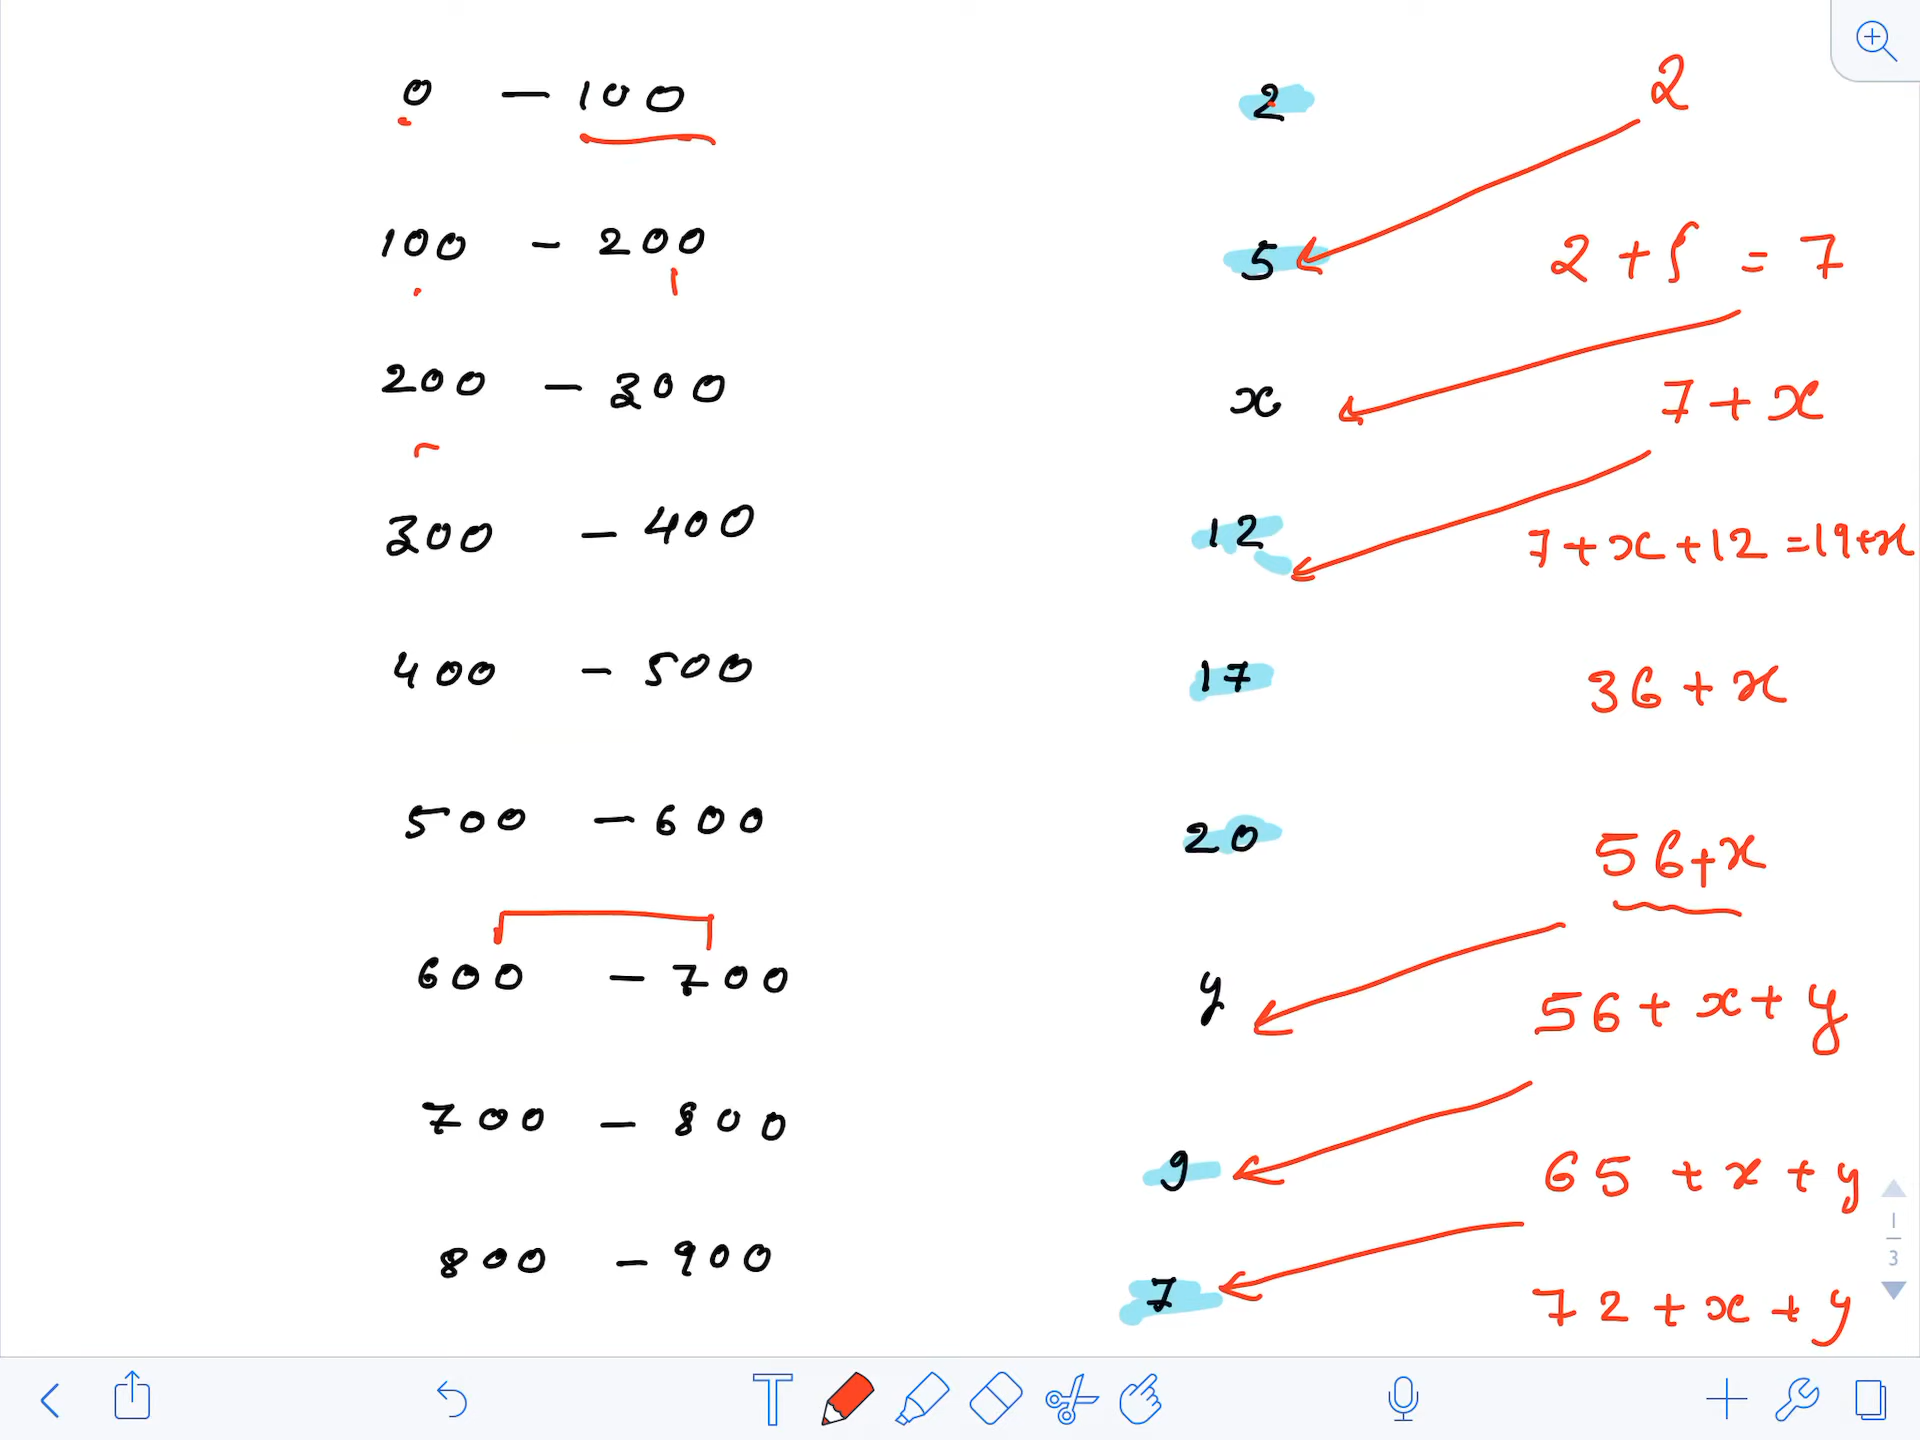 0 – 100 2 2
100 – 200 5 2 + 5 = 7
200 – 300 x 7 + x
300 – 400 12 7 + x + 12 = 19 + x
400 – 500 17 36 + x
500 – 600 20 56 + x
600 – 700 y 56 + x + y
700 – 800 9 65 + x + y
800 – 900 7 72 + x + y
1
3
T